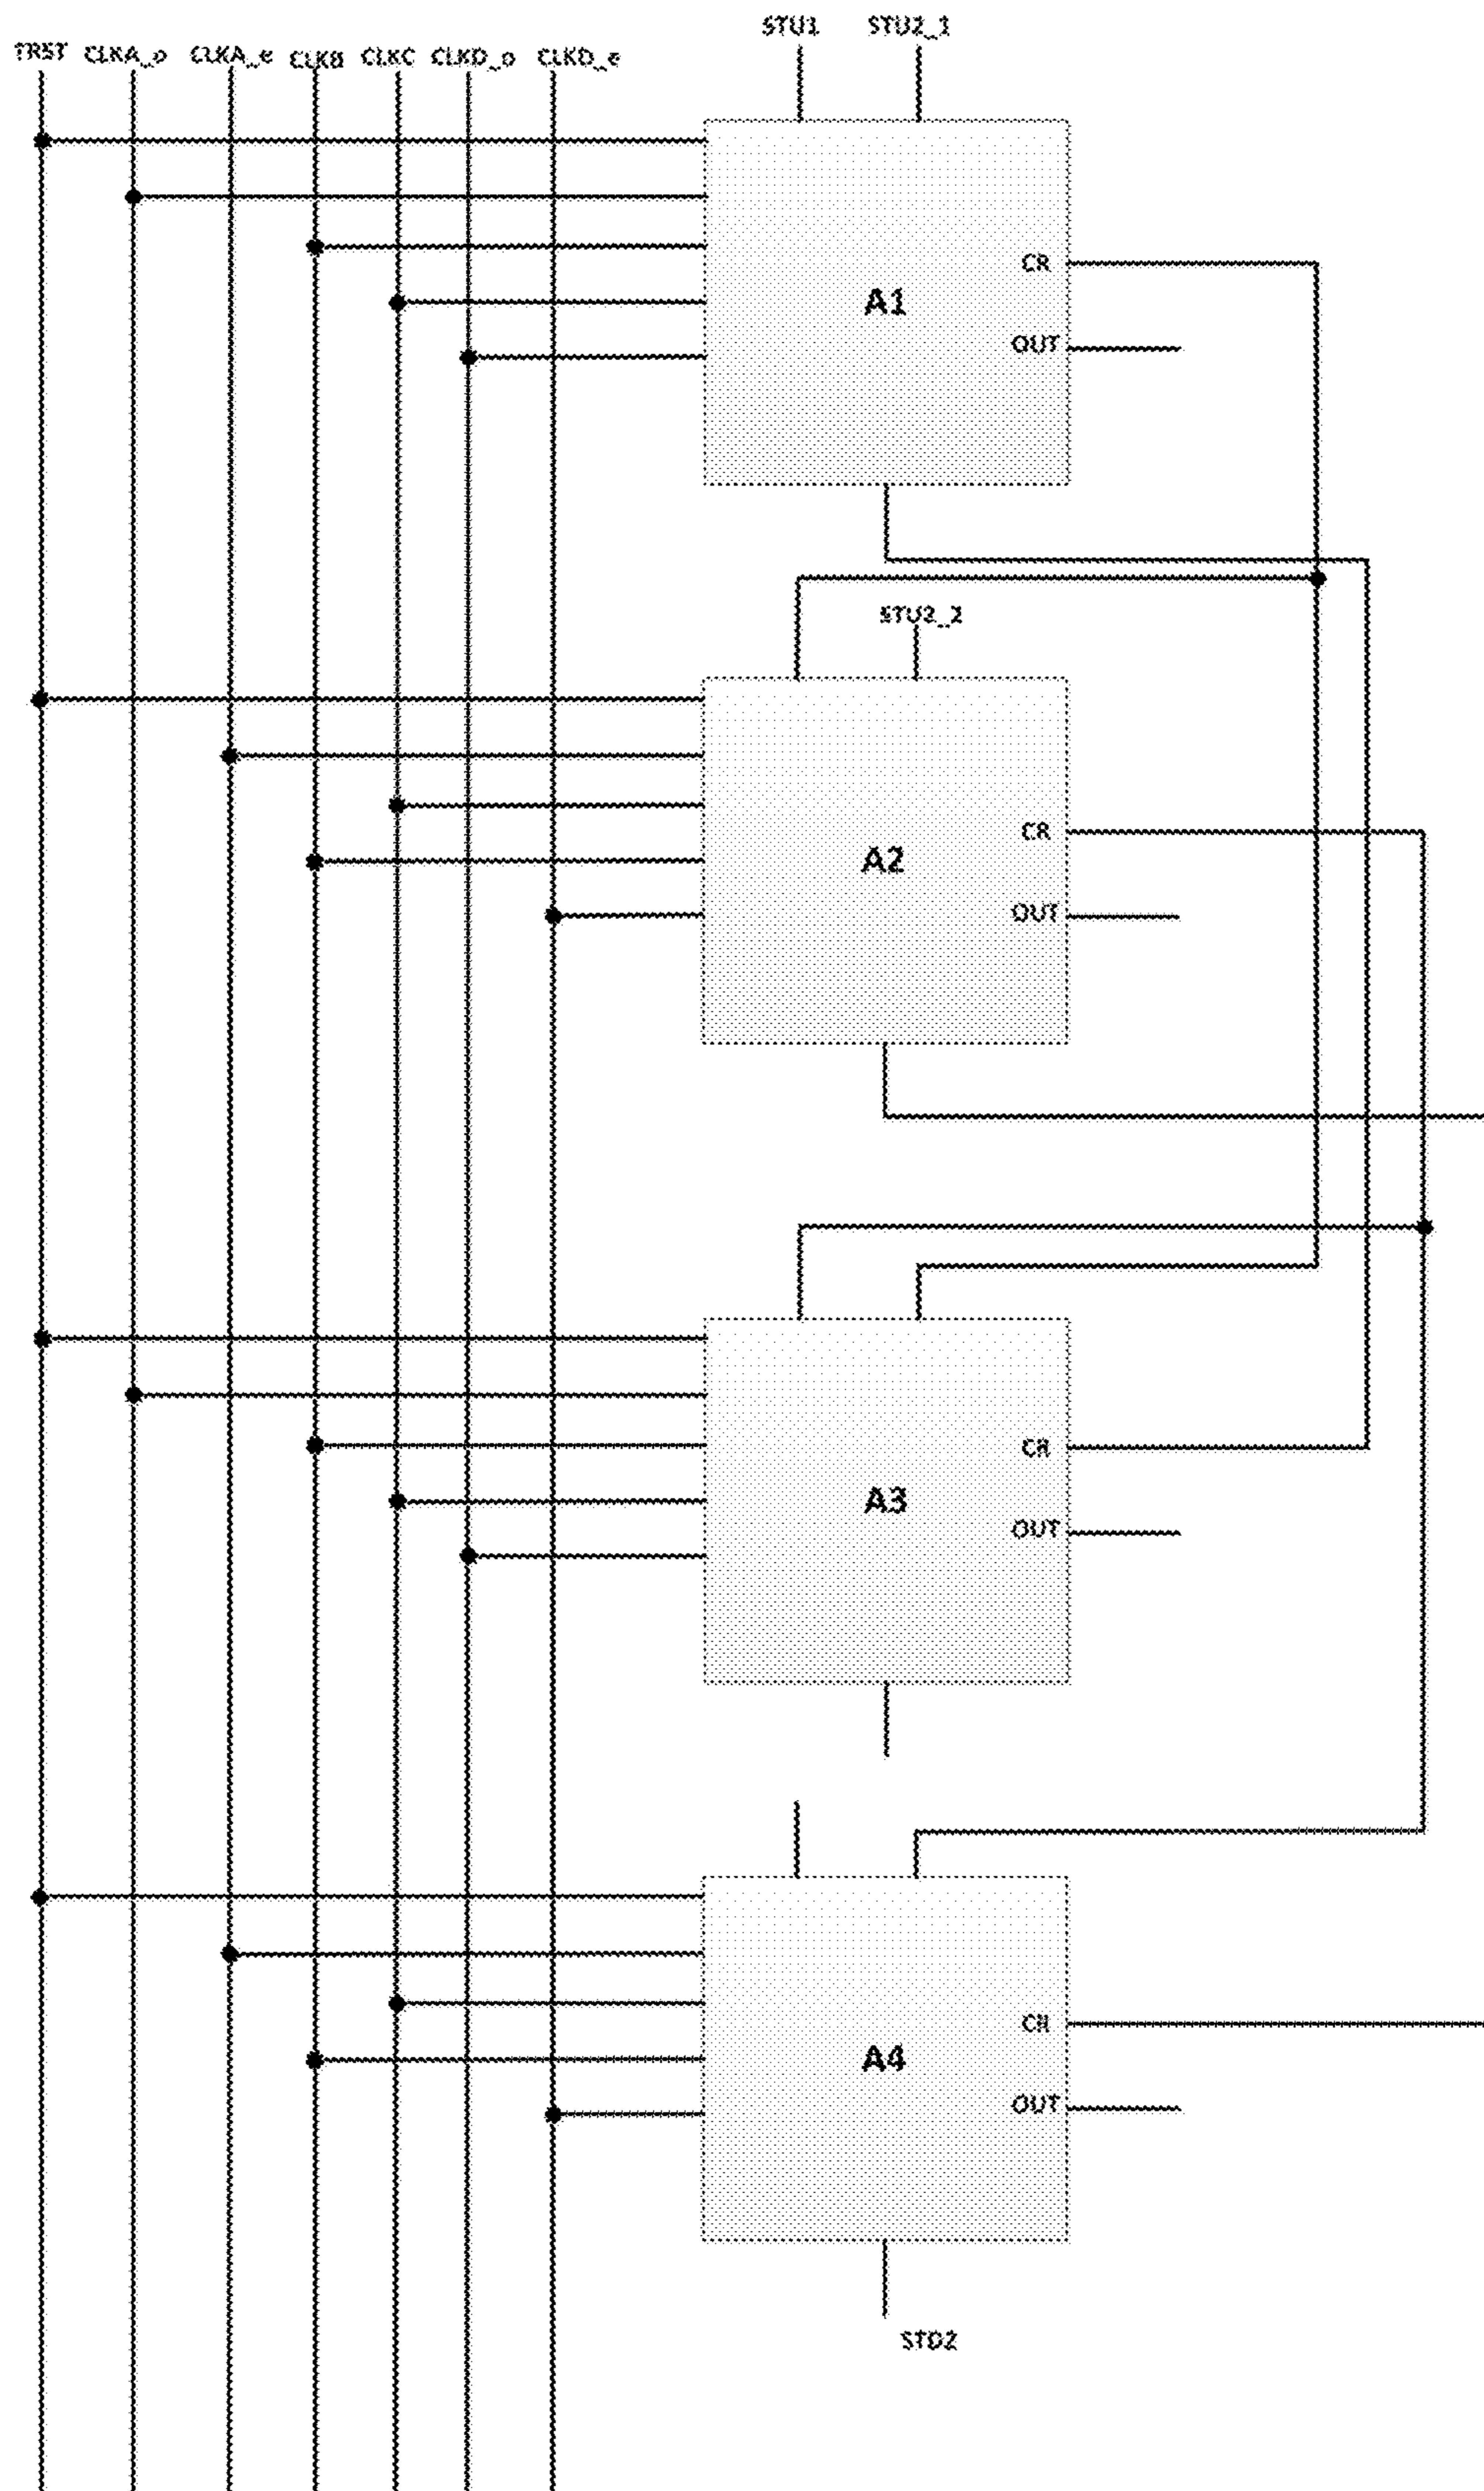 STU1 STU2_1
TRST CLKA_o CLKA_e CLKB CLKC CLKD_o CLKD_e
CR
A1
OUT
STU2_2
CR
A2
OUT
CR
A3
OUT
CR
A4
OUT
STD2